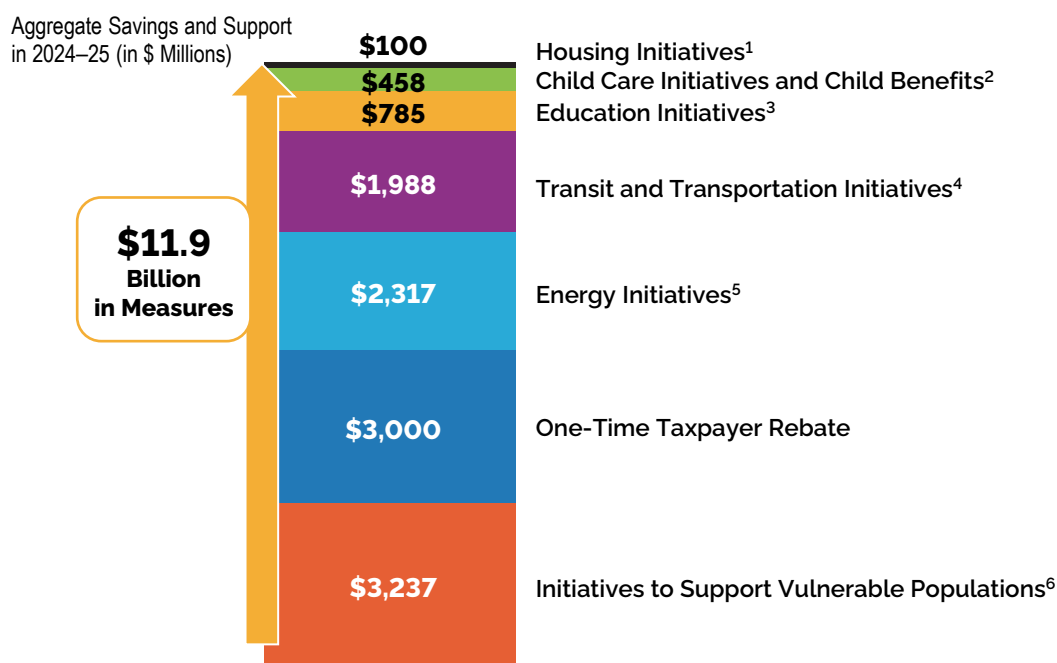 Aggregate Savings and Support
in 2024–25 (in $ Millions)
$100
Housing Initiatives¹
$458
Child Care Initiatives and Child Benefits²
$785
Education Initiatives³
$1,988
Transit and Transportation Initiatives⁴
$11.9
Billion
in Measures
$2,317
Energy Initiatives⁵
$3,000
One-Time Taxpayer Rebate
$3,237
Initiatives to Support Vulnerable Populations⁶